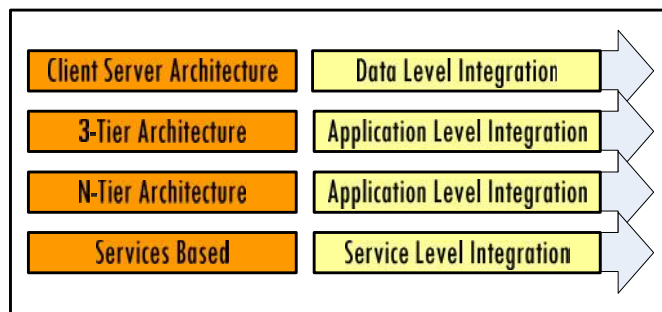 Client Server Architecture
Data Level Integration
3-Tier Architecture
Application Level Integration
N-Tier Architecture
Application Level Integration
Services Based
Service Level Integration